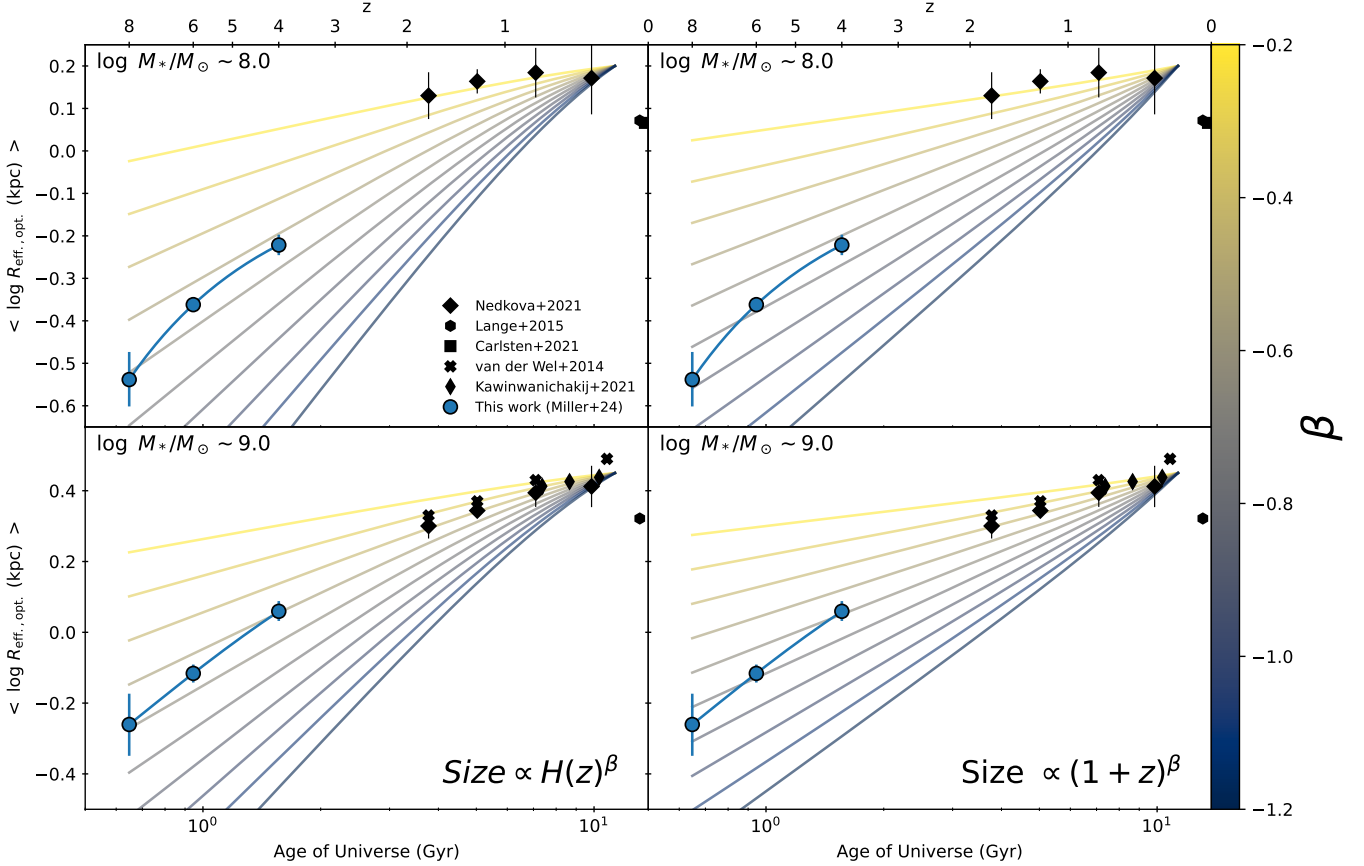 z z
8 6 5 4 3 2 1 0
8 6 5 4 3 2 1 0
log M*/M⊙ ~ 8.0
log M*/M⊙ ~ 8.0
0.2
0.1
0.0
−0.1
−0.2
−0.3
−0.4
−0.5
−0.6
< log R_eff., opt. (kpc) >
Nedkova+2021
Lange+2015
Carlsten+2021
van der Wel+2014
Kawinwanichakij+2021
This work (Miller+24)
log M*/M⊙ ~ 9.0
log M*/M⊙ ~ 9.0
0.4
0.2
0.0
−0.2
−0.4
< log R_eff., opt. (kpc) >
Size ∝ H(z)^β
Size ∝ (1 + z)^β
10⁰ 10¹
10⁰ 10¹
Age of Universe (Gyr)
Age of Universe (Gyr)
−0.2
−0.4
−0.6
−0.8
−1.0
−1.2
β